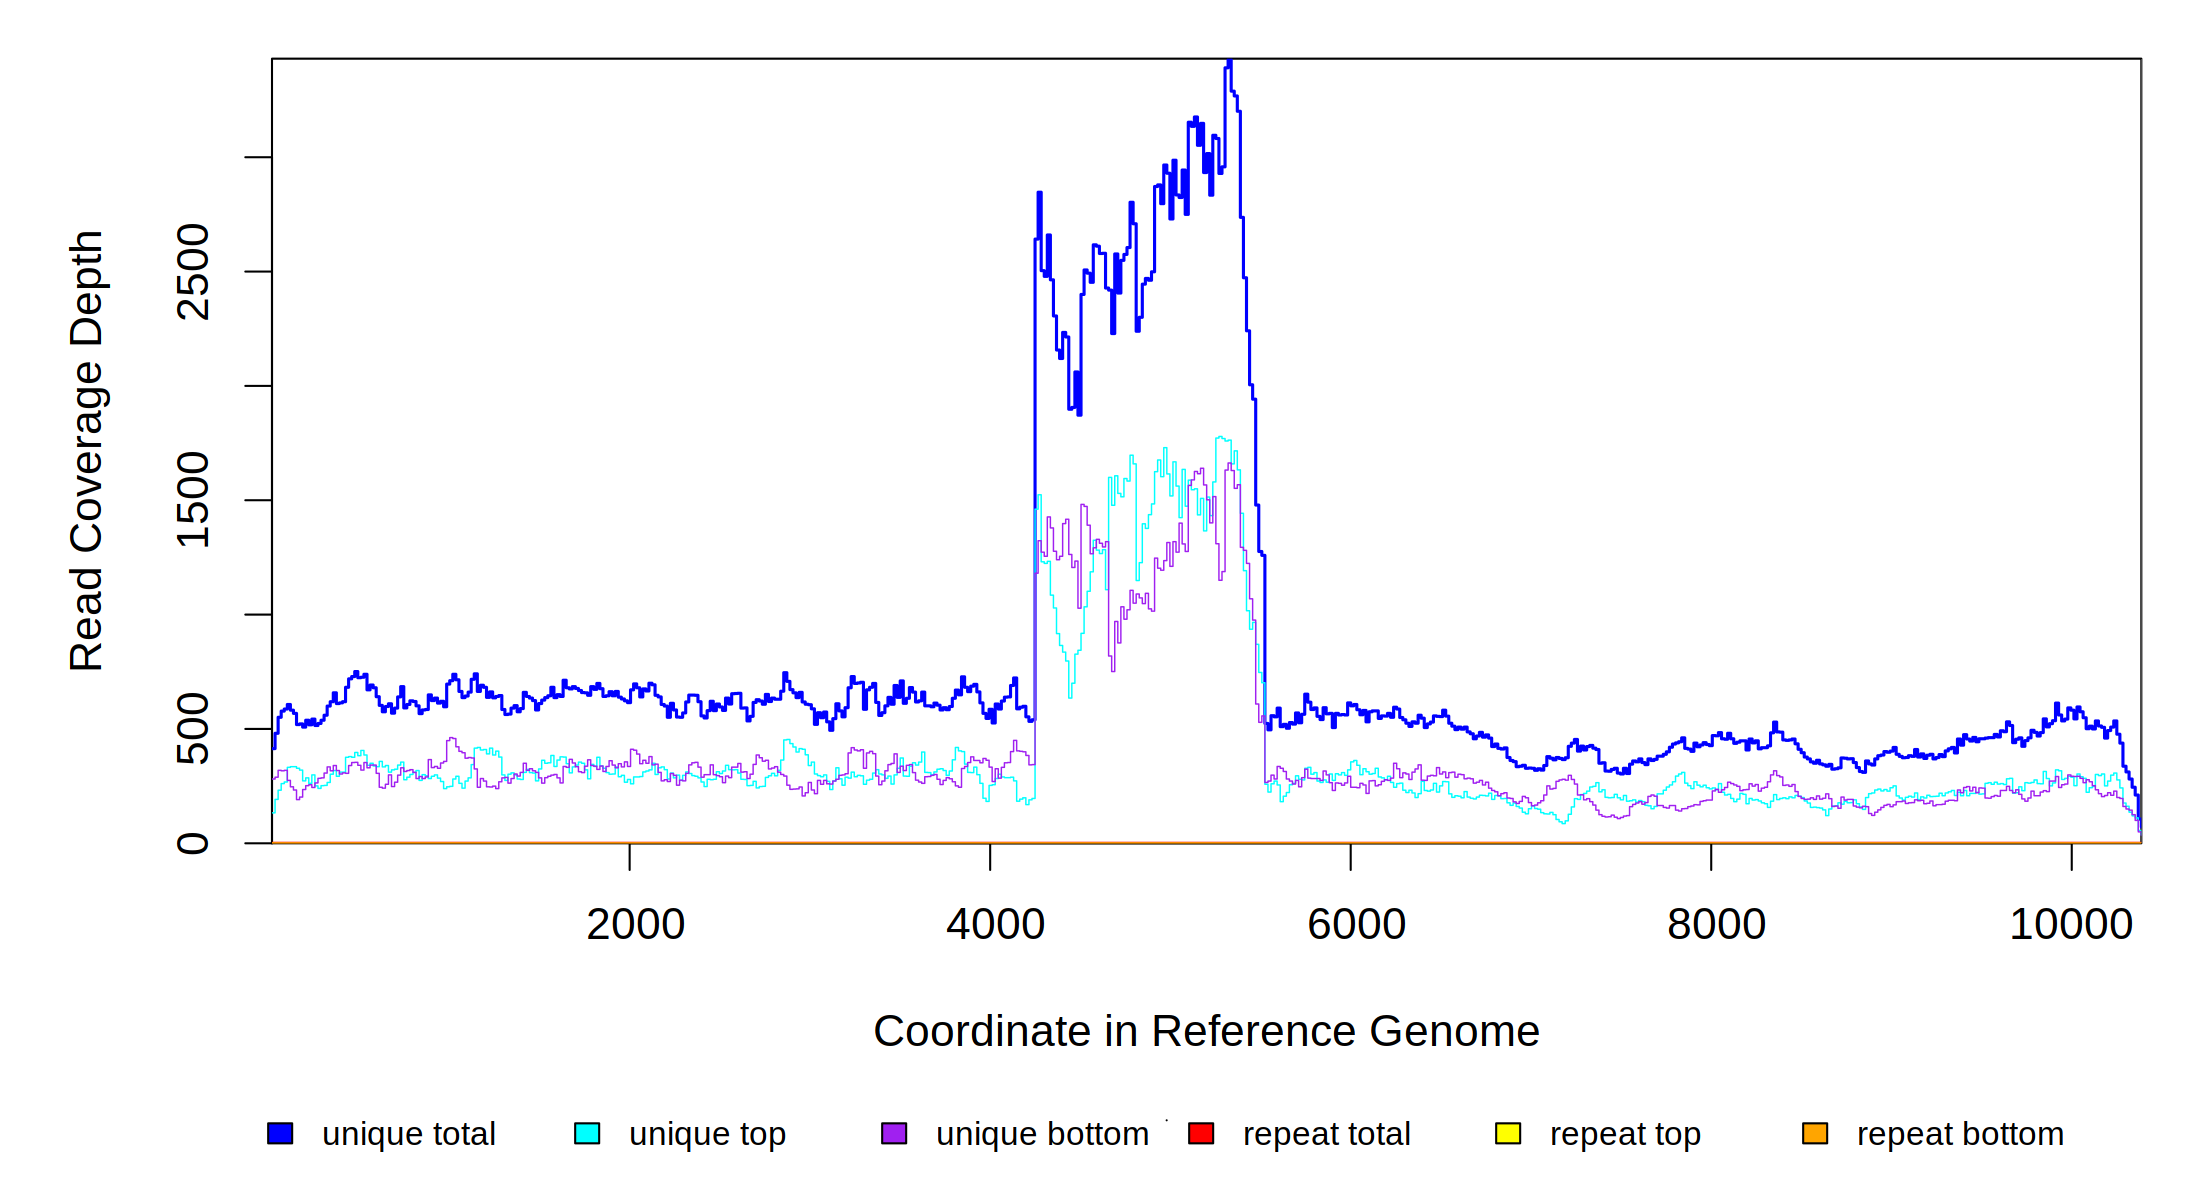 Read Coverage Depth
2500
1500
500
0
2000 4000 6000 8000 10000
Coordinate in Reference Genome
unique total unique top unique bottom repeat total repeat top repeat bottom